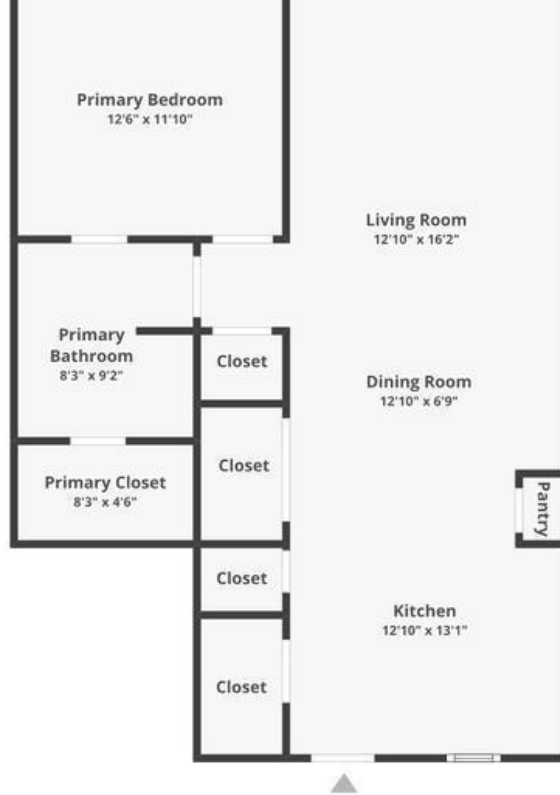 Primary Bedroom
12'6" x 11'10"
Living Room
12'10" x 16'2"
Primary
Bathroom
8'3" x 9'2"
Closet
Dining Room
12'10" x 6'9"
Closet
Primary Closet
8'3" x 4'6"
Pantry
Closet
Kitchen
12'10" x 13'1"
Closet